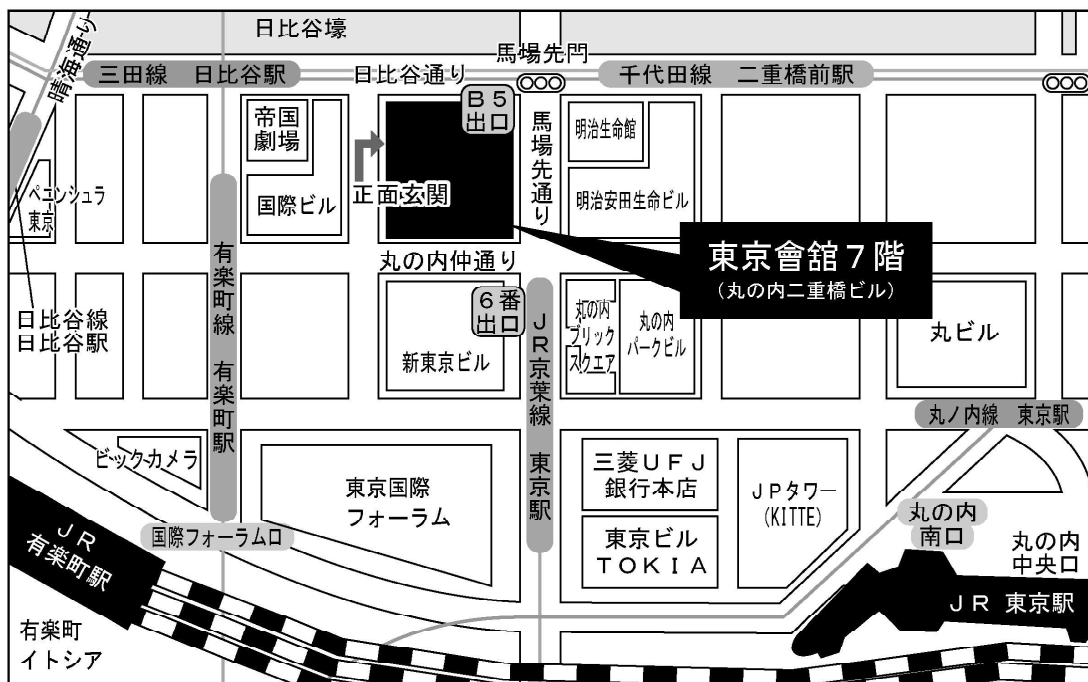 日比谷壕
晴海通り
三田線 日比谷駅
日比谷通り
馬場先門
千代田線 二重橋前駅
B5
出口
帝国
劇場
国際ビル
正面玄関
馬場先通り
明治生命館
明治安田生命ビル
ペニンシュラ
東京
東京會舘7階
(丸の内二重橋ビル)
丸の内仲通り
日比谷線
日比谷駅
有楽町線 有楽町駅
6番
出口
新東京ビル
JR京葉線 東京駅
丸の内
ブリック
スクエア
丸の内
パークビル
丸ビル
丸ノ内線 東京駅
ビックカメラ
東京国際
フォーラム
三菱UFJ
銀行本店
JPタワー
(KITTE)
丸の内
南口
JR
有楽町駅
国際フォーラム口
東京ビル
TOKIA
丸の内
中央口
JR 東京駅
有楽町
イトシア